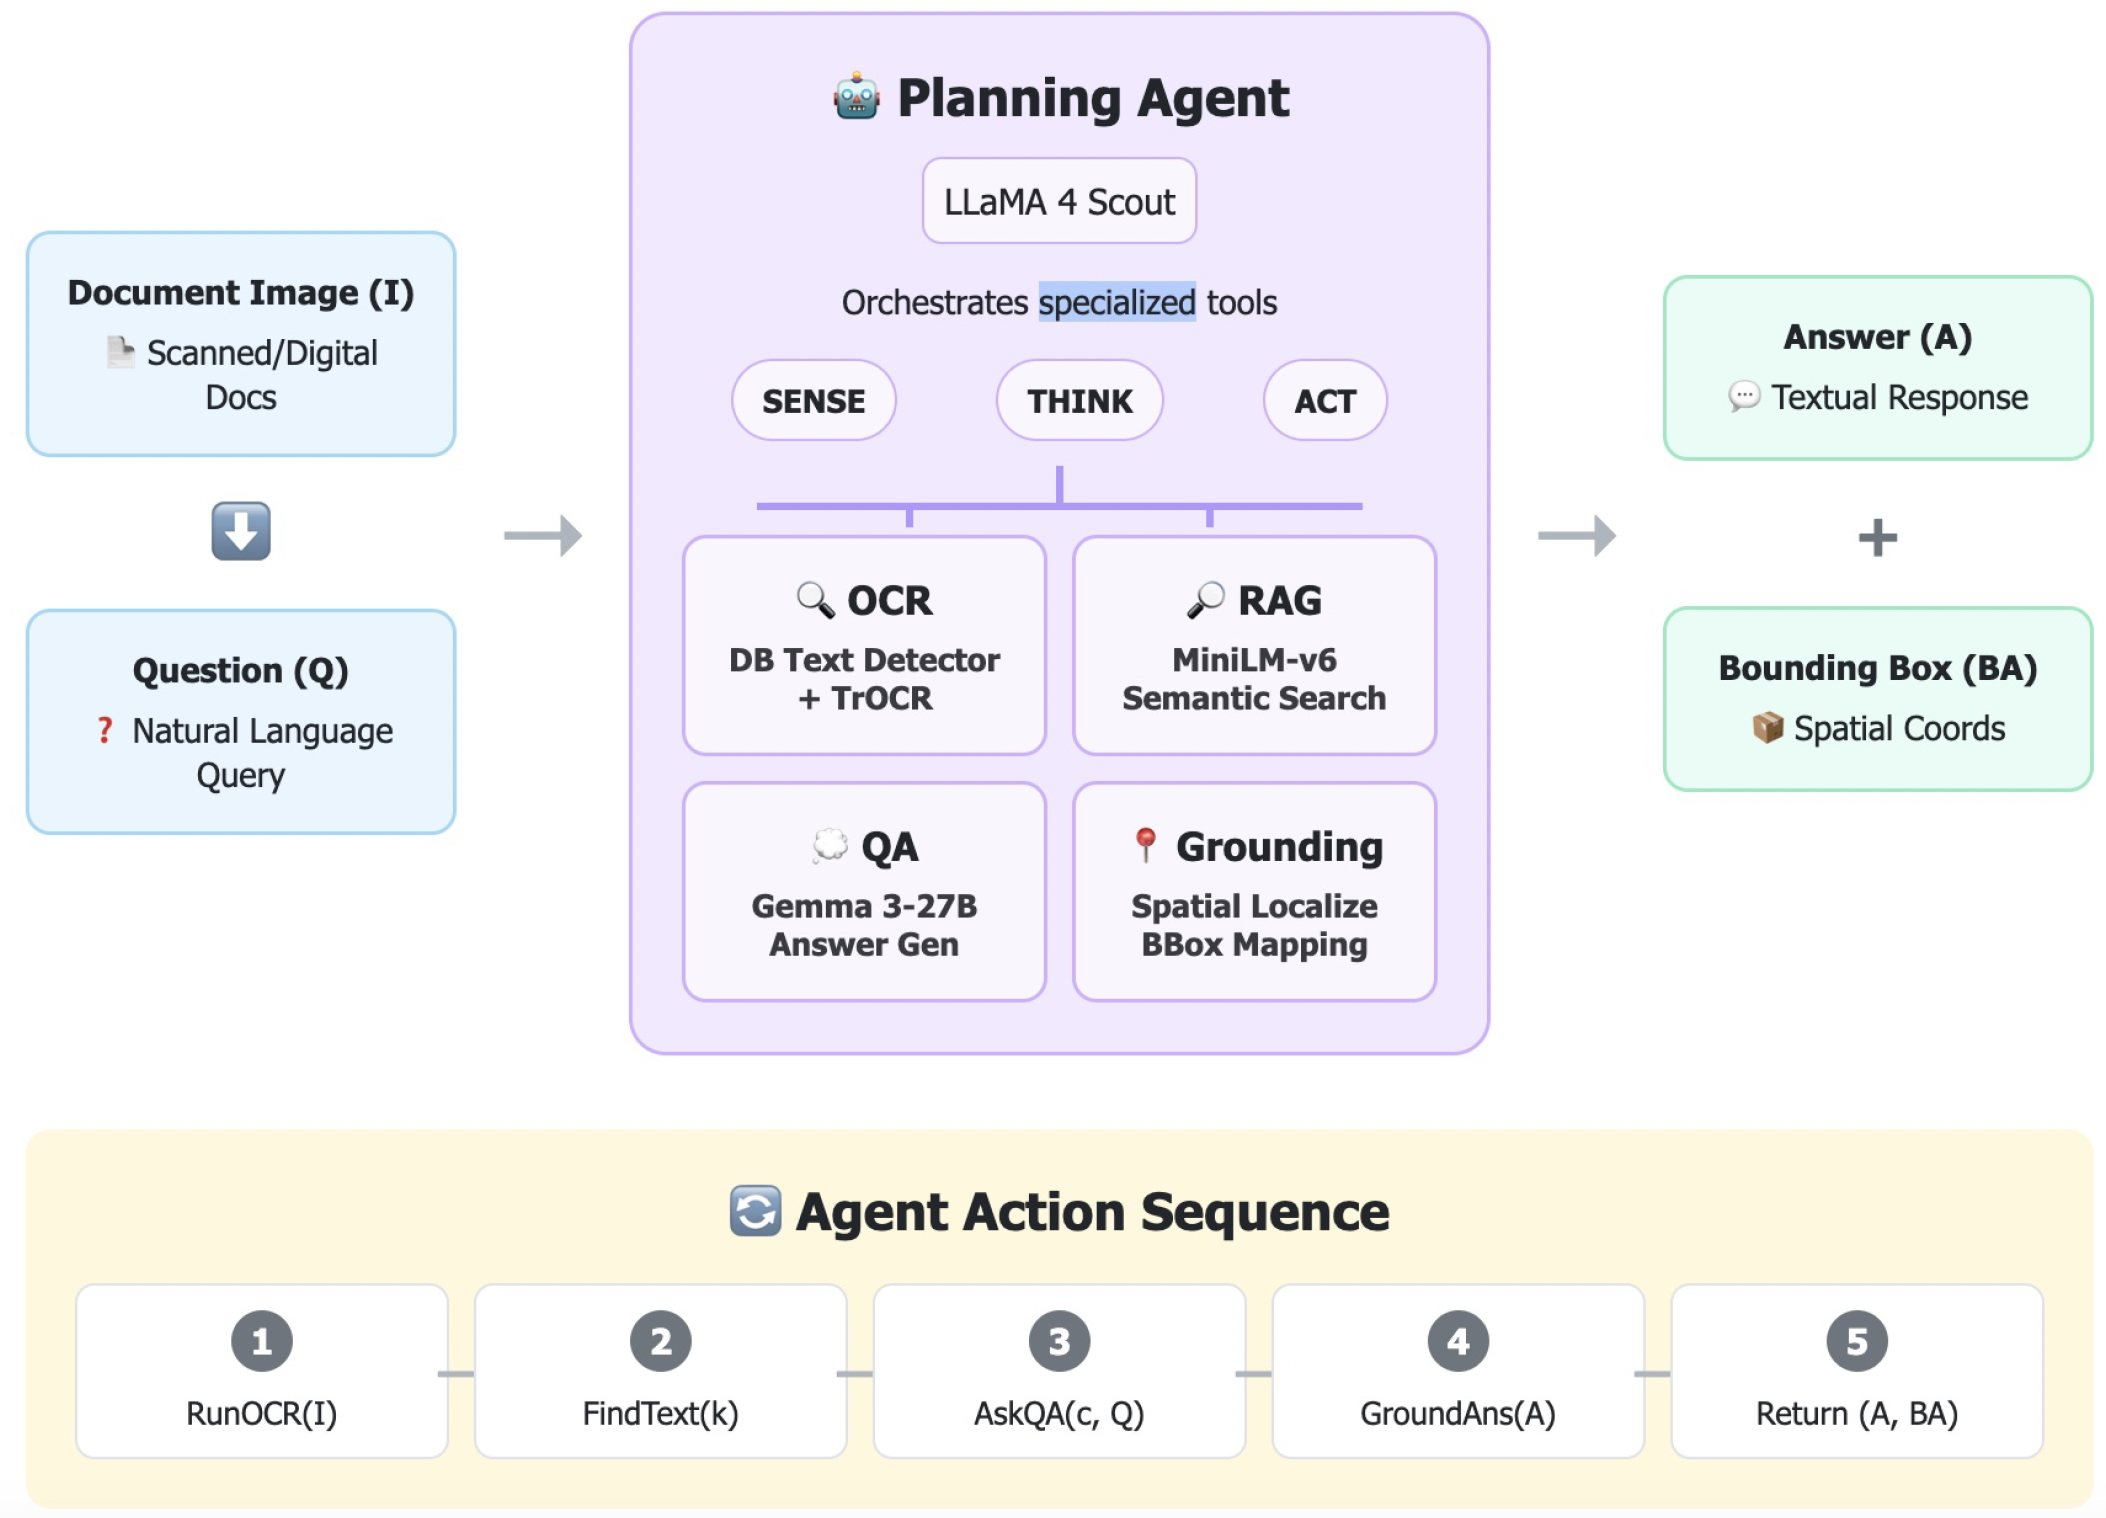 Planning Agent
LLaMA 4 Scout
Orchestrates specialized tools
SENSE
THINK
ACT
Document Image (I)
Scanned/Digital
Docs
Question (Q)
Natural Language
Query
OCR
DB Text Detector
+ TrOCR
RAG
MiniLM-v6
Semantic Search
QA
Gemma 3-27B
Answer Gen
Grounding
Spatial Localize
BBox Mapping
Answer (A)
Textual Response
+
Bounding Box (BA)
Spatial Coords
Agent Action Sequence
1
RunOCR(I)
2
FindText(k)
3
AskQA(c, Q)
4
GroundAns(A)
5
Return (A, BA)